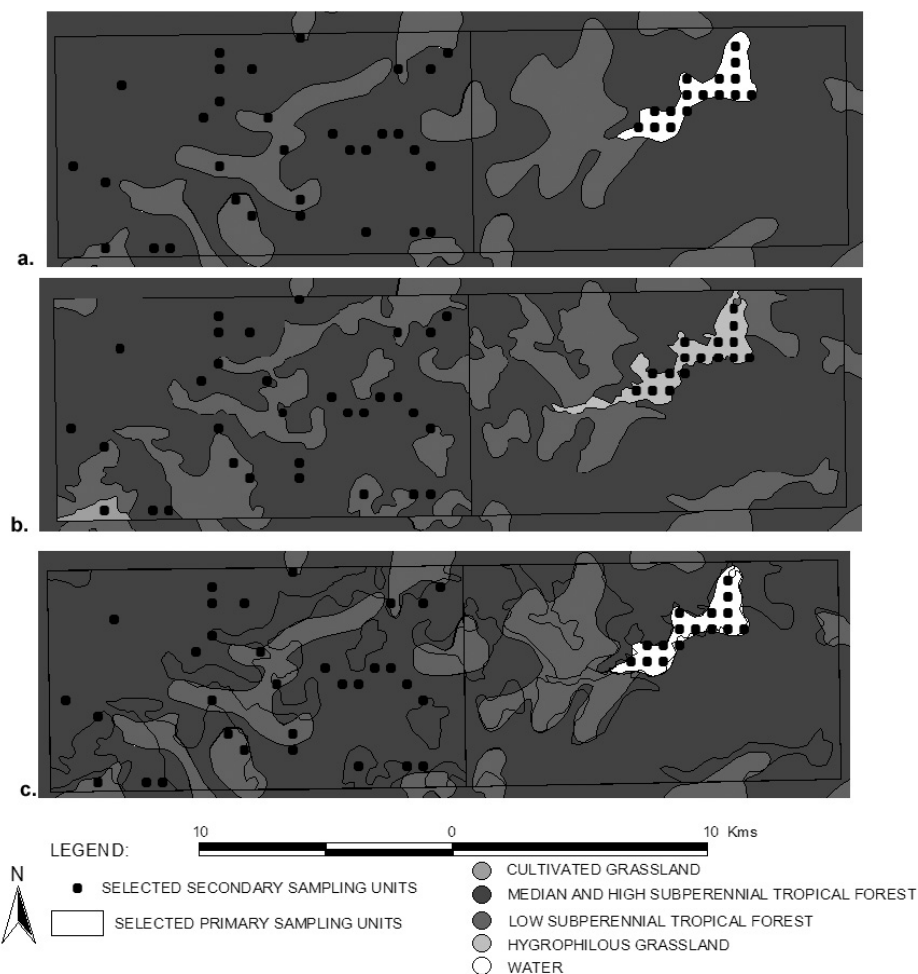 a.
b.
c.
10 0 10 Kms
LEGEND:
N
SELECTED SECONDARY SAMPLING UNITS
SELECTED PRIMARY SAMPLING UNITS
CULTIVATED GRASSLAND
MEDIAN AND HIGH SUBPERENNIAL TROPICAL FOREST
LOW SUBPERENNIAL TROPICAL FOREST
HYGROPHILOUS GRASSLAND
WATER